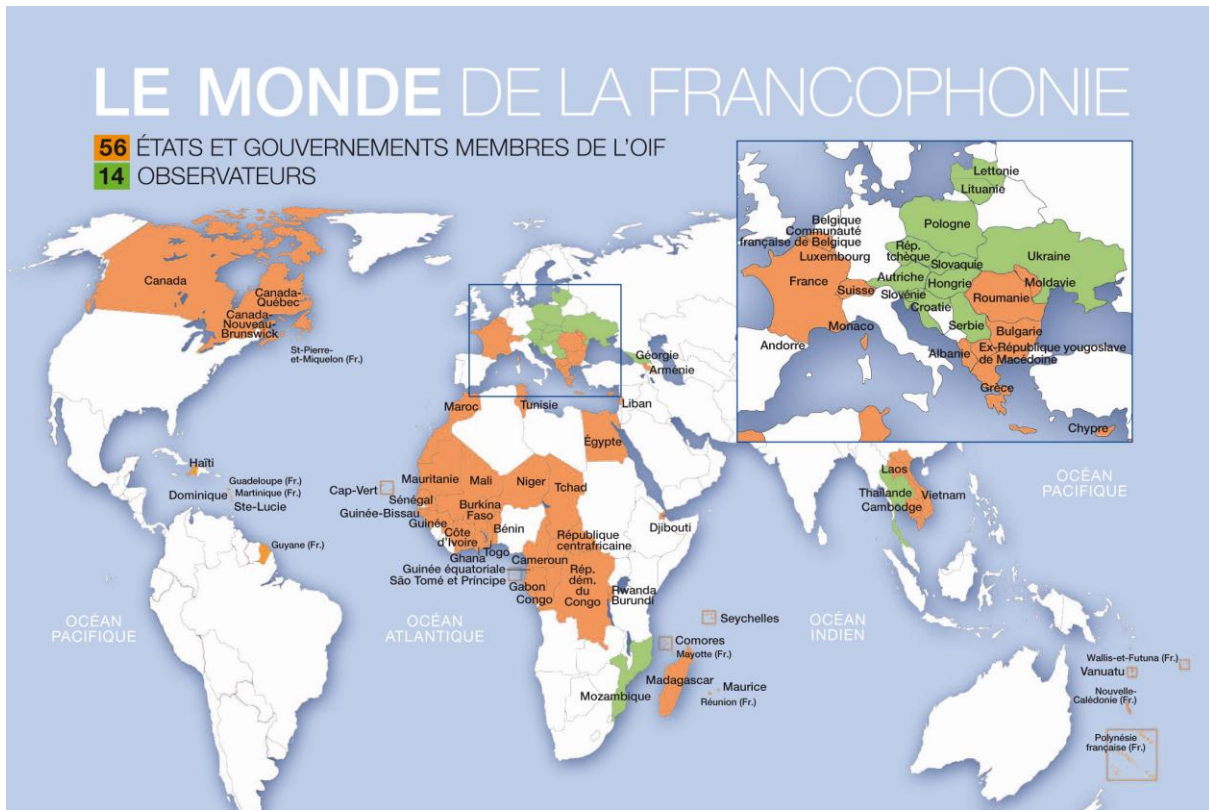 LE MONDE DE LA FRANCOPHONIE
56 ÉTATS ET GOUVERNEMENTS MEMBRES DE L'OIF
14 OBSERVATEURS
Canada
Canada-
Québec
Canada-
Nouveau-
Brunswick
St-Pierre-
et-Miquelon (Fr.)
Haïti
Guadeloupe (Fr.)
Martinique (Fr.)
Dominique
Ste-Lucie
Guyane (Fr.)
OCÉAN
PACIFIQUE
OCÉAN
ATLANTIQUE
Géorgie
Arménie
Liban
Maroc
Tunisie
Égypte
Mauritanie
Mali
Niger
Tchad
Cap-Vert
Sénégal
Guinée-Bissau
Guinée
Burkina
Faso
Côte
d'Ivoire
Bénin
Togo
Ghana
République
centrafricaine
Djibouti
Cameroun
Guinée équatoriale
São Tomé et Príncipe
Gabon
Congo
Rép.
dém.
du
Congo
Rwanda
Burundi
Seychelles
Comores
Mayotte (Fr.)
Madagascar
Maurice
Réunion (Fr.)
Mozambique
OCÉAN
INDIEN
Lettonie
Lituanie
Belgique
Communauté
française de Belgique
Luxembourg
Pologne
Rép.
tchèque
Slovaquie
Ukraine
France
Suisse
Autriche
Hongrie
Moldavie
Slovénie
Croatie
Roumanie
Serbie
Bulgarie
Monaco
Andorre
Albanie
Ex-République yougoslave
de Macédoine
Grèce
Chypre
Laos
Thaïlande
Cambodge
Vietnam
OCÉAN
PACIFIQUE
Wallis-et-Futuna (Fr.)
Vanuatu
Nouvelle-
Calédonie (Fr.)
Polynésie
française (Fr.)